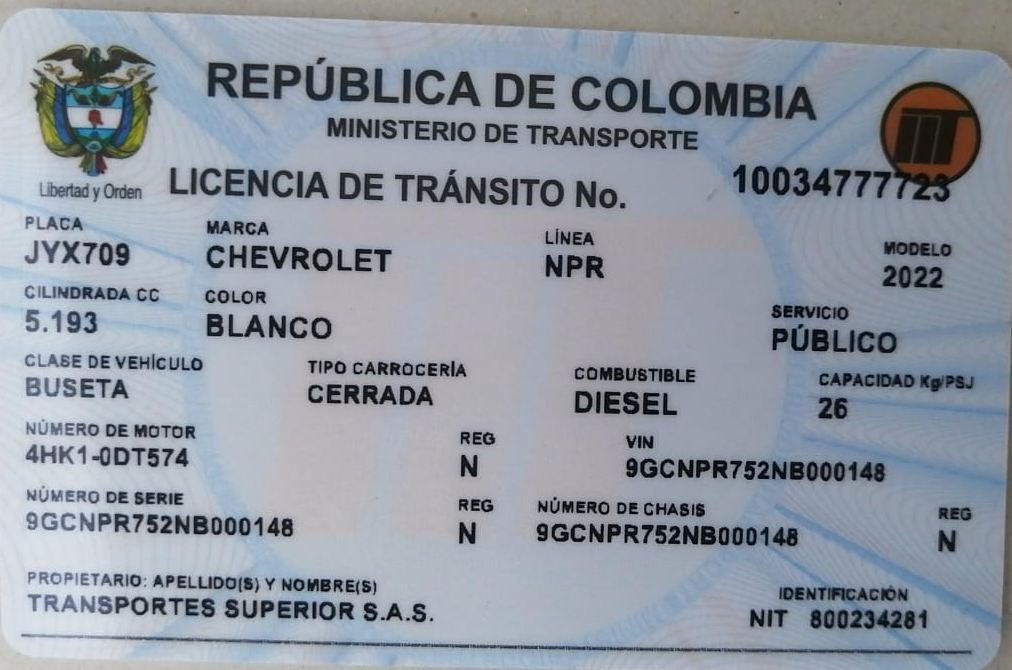 REPÚBLICA DE COLOMBIA
MINISTERIO DE TRANSPORTE
Libertad y Orden
LICENCIA DE TRÁNSITO No. 10034777723
PLACA MARCA LÍNEA MODELO
JYX709 CHEVROLET NPR 2022
CILINDRADA CC COLOR SERVICIO
5.193 BLANCO PÚBLICO
CLASE DE VEHÍCULO TIPO CARROCERÍA COMBUSTIBLE CAPACIDAD Kg/PSJ
BUSETA CERRADA DIESEL 26
NÚMERO DE MOTOR REG VIN
4HK1-0DT574 N 9GCNPR752NB000148
NÚMERO DE SERIE REG NÚMERO DE CHASIS REG
9GCNPR752NB000148 N 9GCNPR752NB000148 N
PROPIETARIO: APELLIDO(S) Y NOMBRE(S) IDENTIFICACIÓN
TRANSPORTES SUPERIOR S.A.S. NIT 800234281